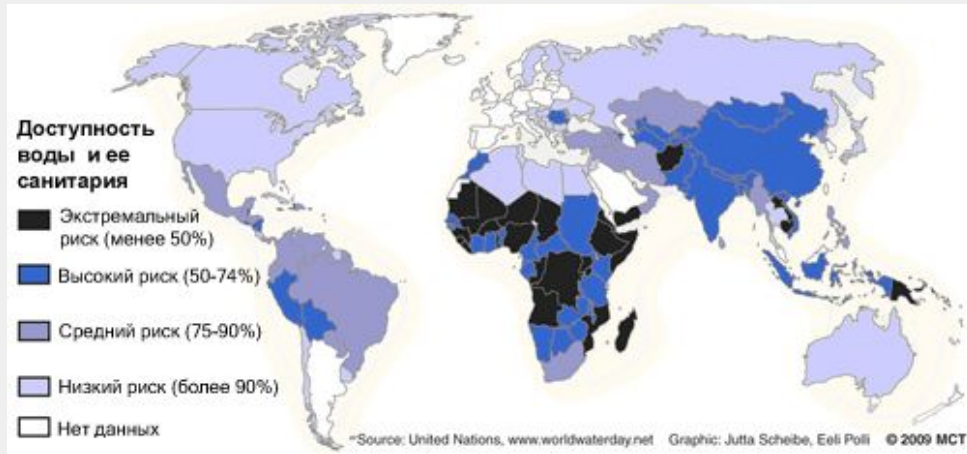 Доступность
воды и ее
санитария
Экстремальный
риск (менее 50%)
Высокий риск (50-74%)
Средний риск (75-90%)
Низкий риск (более 90%)
Нет данных
Source: United Nations, www.worldwaterday.net Graphic: Jutta Scheibe, Eeli Polli © 2009 MCT